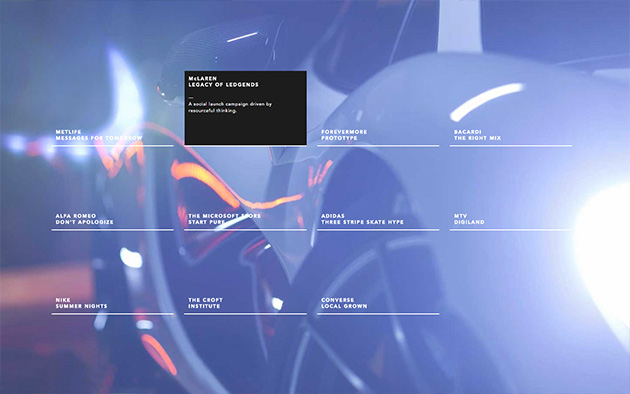 McLAREN
LEGACY OF LEDGENDS
—
A social launch campaign driven by
resourceful thinking.
METLIFE
MESSAGES FOR TOMORROW
FOREVERMORE
PROTOTYPE
BACARDI
THE RIGHT MIX
ALFA ROMEO
DON'T APOLOGIZE
THE MICROSOFT STORE
START PURE
ADIDAS
THREE STRIPE SKATE HYPE
MTV
DIGILAND
NIKE
SUMMER NIGHTS
THE CROFT
INSTITUTE
CONVERSE
LOCAL GROWN